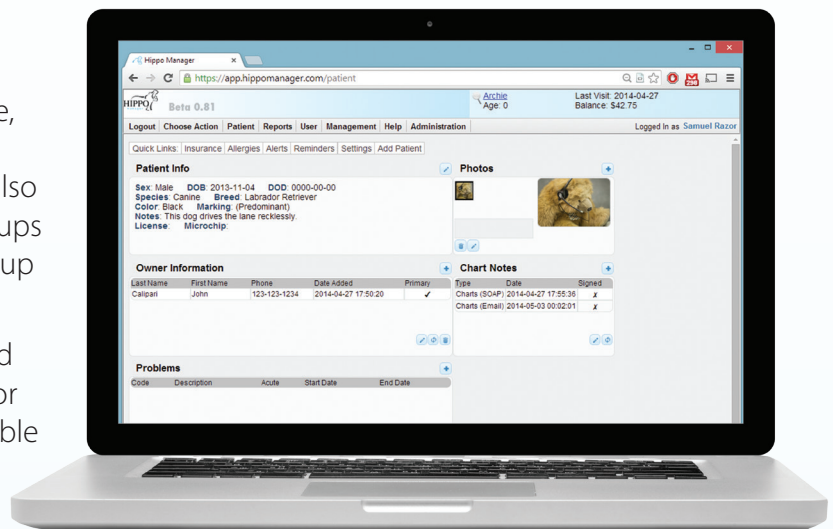 e,
lso
ups
up
d
or
ble
Hippo Manager ×
https://app.hippomanager.com/patient
HIPPO Beta 0.81
Archie
Age: 0
Last Visit: 2014-04-27
Balance: $42.75
Logout Choose Action Patient Reports User Management Help Administration
Logged In as Samuel Razor
Quick Links: Insurance Allergies Alerts Reminders Settings Add Patient
Patient Info
Sex: Male DOB: 2013-11-04 DOD: 0000-00-00
Species: Canine Breed: Labrador Retriever
Color: Black Marking: (Predominant)
Notes: This dog drives the lane recklessly.
License: Microchip:
Photos
Owner Information
Last Name First Name Phone Date Added Primary
Calipari John 123-123-1234 2014-04-27 17:50:20 ✓
Chart Notes
Type Date Signed
Charts (SOAP) 2014-04-27 17:55:36 x
Charts (Email) 2014-05-03 00:02:01 x
Problems
Code Description Acute Start Date End Date